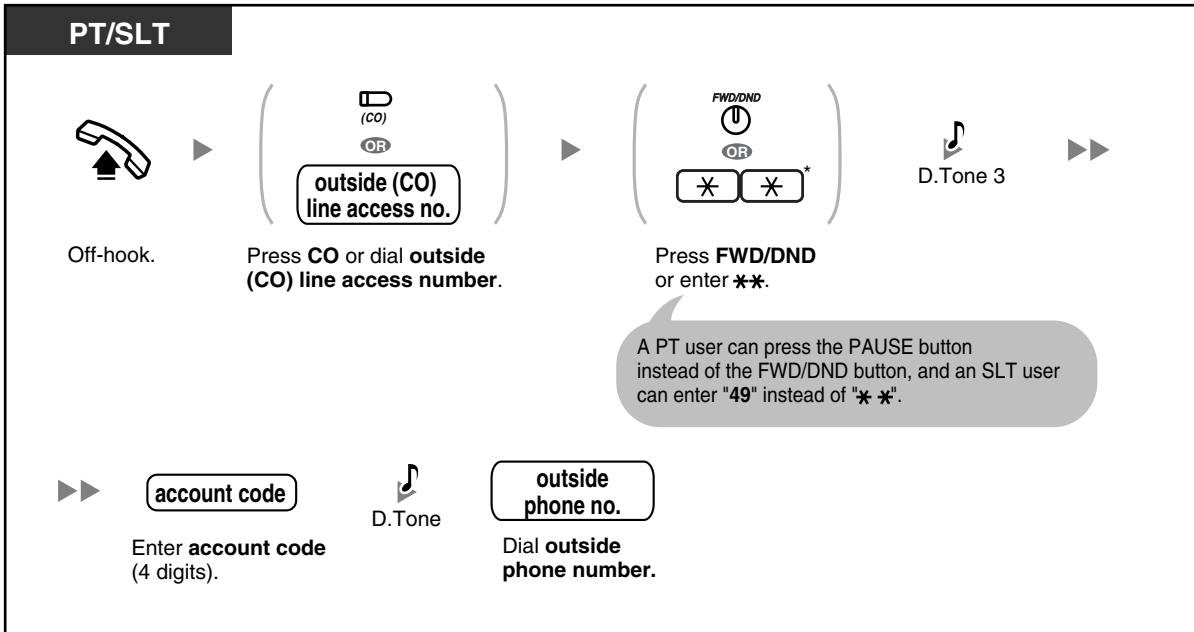 PT/SLT
Off-hook.
(CO)
OR
outside (CO)
line access no.
Press CO or dial outside
(CO) line access number.
FWD/DND
OR
✱ ✱ *
Press FWD/DND
or enter ✱✱.
D.Tone 3
A PT user can press the PAUSE button
instead of the FWD/DND button, and an SLT user
can enter "49" instead of "✱ ✱".
account code
Enter account code
(4 digits).
D.Tone
outside
phone no.
Dial outside
phone number.